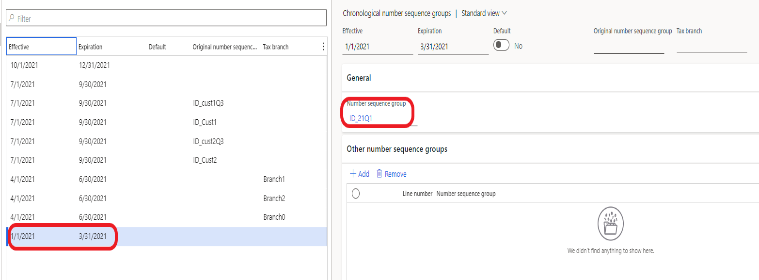 Filter
Effective Expiration Default Original number sequenc... Tax branch
10/1/2021 12/31/2021
7/1/2021 9/30/2021
7/1/2021 9/30/2021 ID_cust1Q3
7/1/2021 9/30/2021 ID_Cust1
7/1/2021 9/30/2021 ID_cust2Q3
7/1/2021 9/30/2021 ID_Cust2
4/1/2021 6/30/2021 Branch1
4/1/2021 6/30/2021 Branch2
4/1/2021 6/30/2021 Branch0
1/1/2021 3/31/2021
Chronological number sequence groups | Standard view
Effective Expiration Default Original number sequence group Tax branch
1/1/2021 3/31/2021 No
General
Number sequence group
ID_21Q1
Other number sequence groups
+ Add Remove
Line number Number sequence group
We didn't find anything to show here.